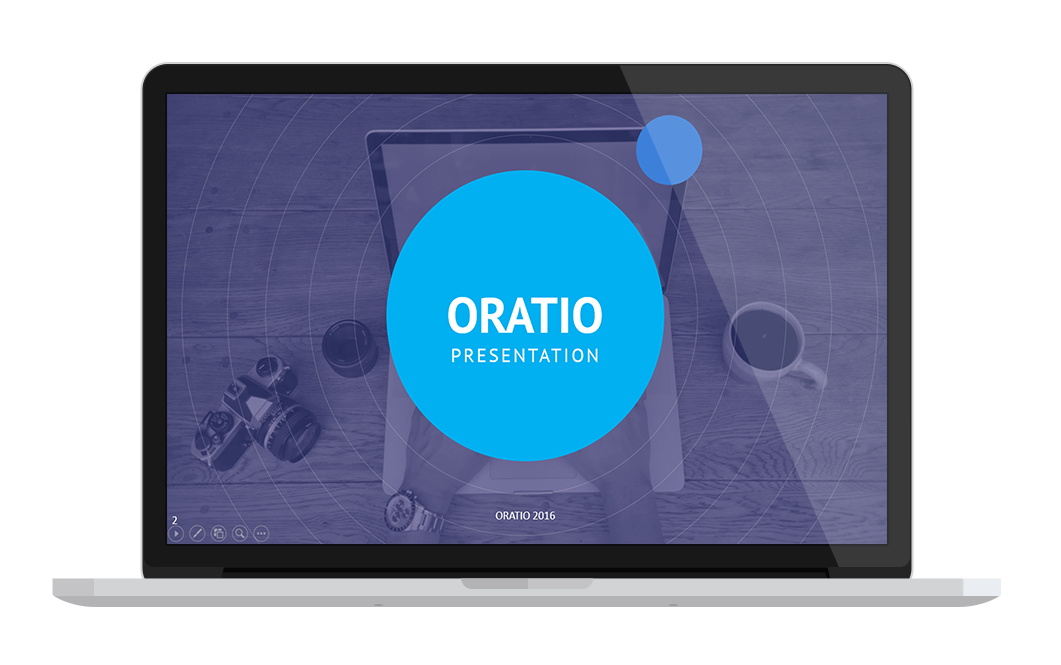 ORATIO
PRESENTATION
ORATIO 2016
2